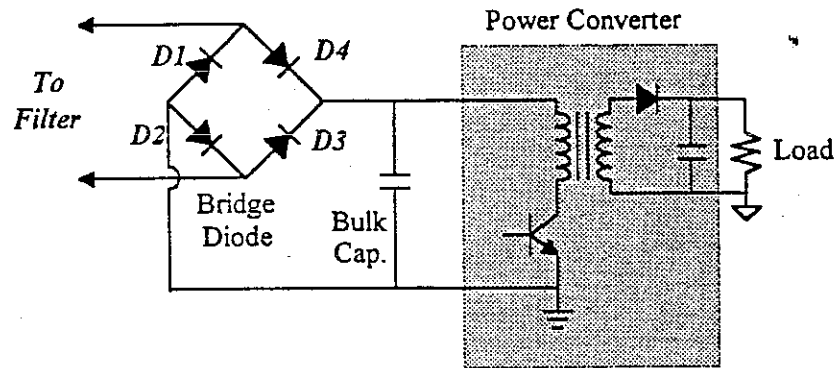 Power Converter
D1
D4
To
Filter
D2
D3
Load
Bridge
Diode
Bulk
Cap.